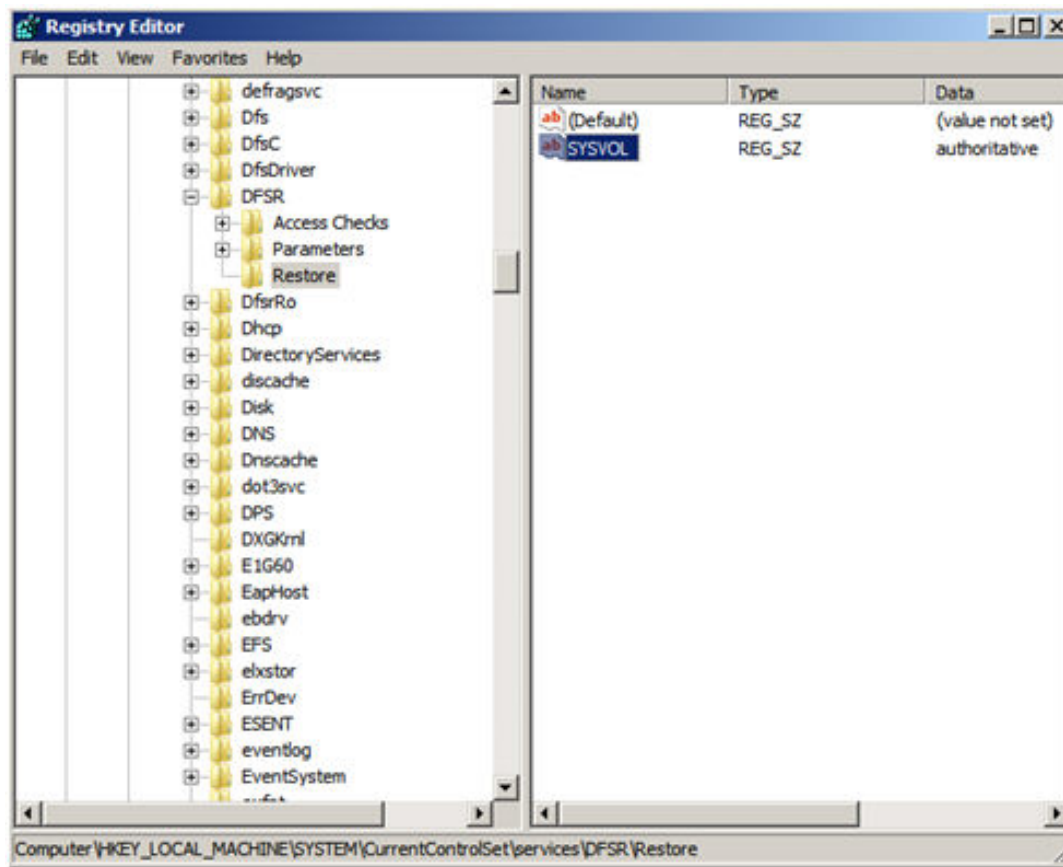 Registry Editor
File Edit View Favorites Help
defragsvc
Dfs
DfsC
DfsDriver
DFSR
Access Checks
Parameters
Restore
DfsrRo
Dhcp
DirectoryServices
discache
Disk
DNS
Dnscache
dot3svc
DPS
DXGKrnl
E1G60
EapHost
ebdrv
EFS
elxstor
ErrDev
ESENT
eventlog
EventSystem
Name Type Data
ab (Default) REG_SZ (value not set)
ab SYSVOL REG_SZ authoritative
Computer\HKEY_LOCAL_MACHINE\SYSTEM\CurrentControlSet\services\DFSR\Restore